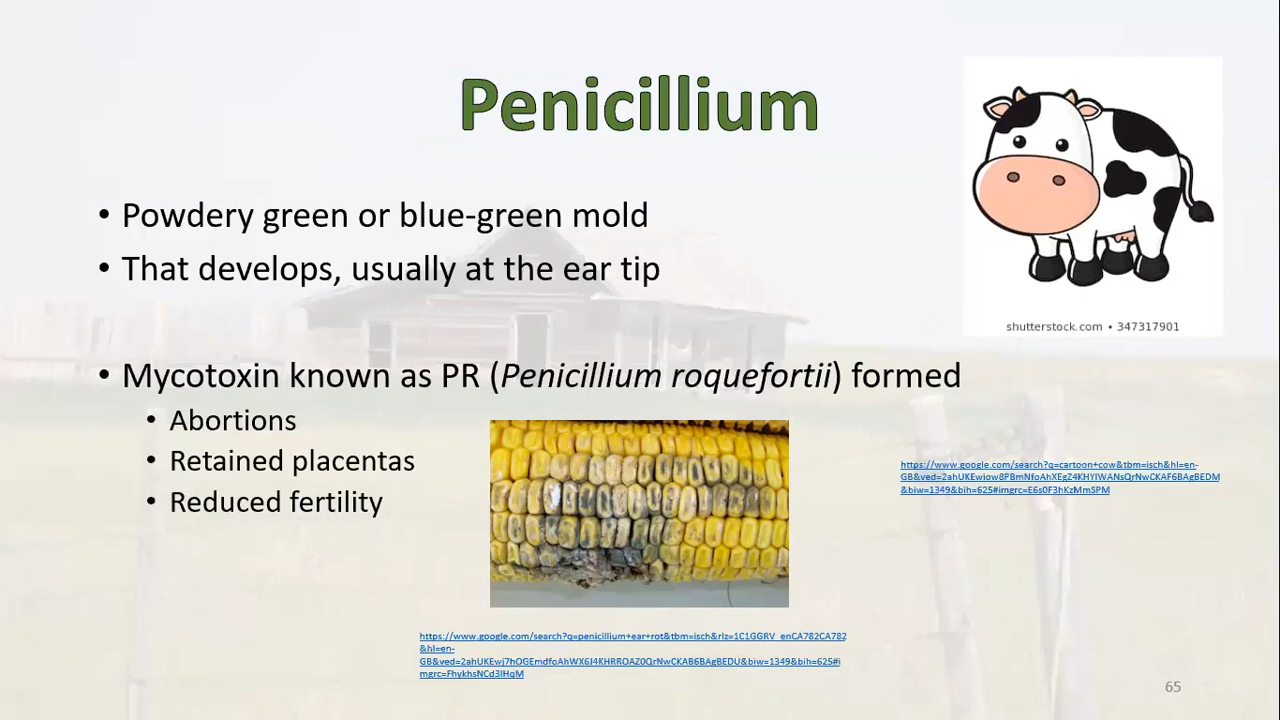 Penicillium
• Powdery green or blue-green mold
• That develops, usually at the ear tip
shutterstock.com • 347317901
• Mycotoxin known as PR (Penicillium roquefortii) formed
• Abortions
• Retained placentas
• Reduced fertility
https://www.google.com/search?q=cartoon+cow&tbm=isch&hl=en-
GB&ved=2ahUKEwiow8PBmNfoAhXEgZ4KHYIWANsQrNwCKAF6BAgBEDM
&biw=1349&bih=625#imgrc=E6s0F3hKzMmSPM
https://www.google.com/search?q=penicillium+ear+rot&tbm=isch&rlz=1C1GGRV_enCA782CA782
&hl=en-
GB&ved=2ahUKEwj7hOGEmdfoAhWX6J4KHRROAZ0QrNwCKAB6BAgBEDU&biw=1349&bih=625#i
mgrc=FhykhsNCd3IHqM
65